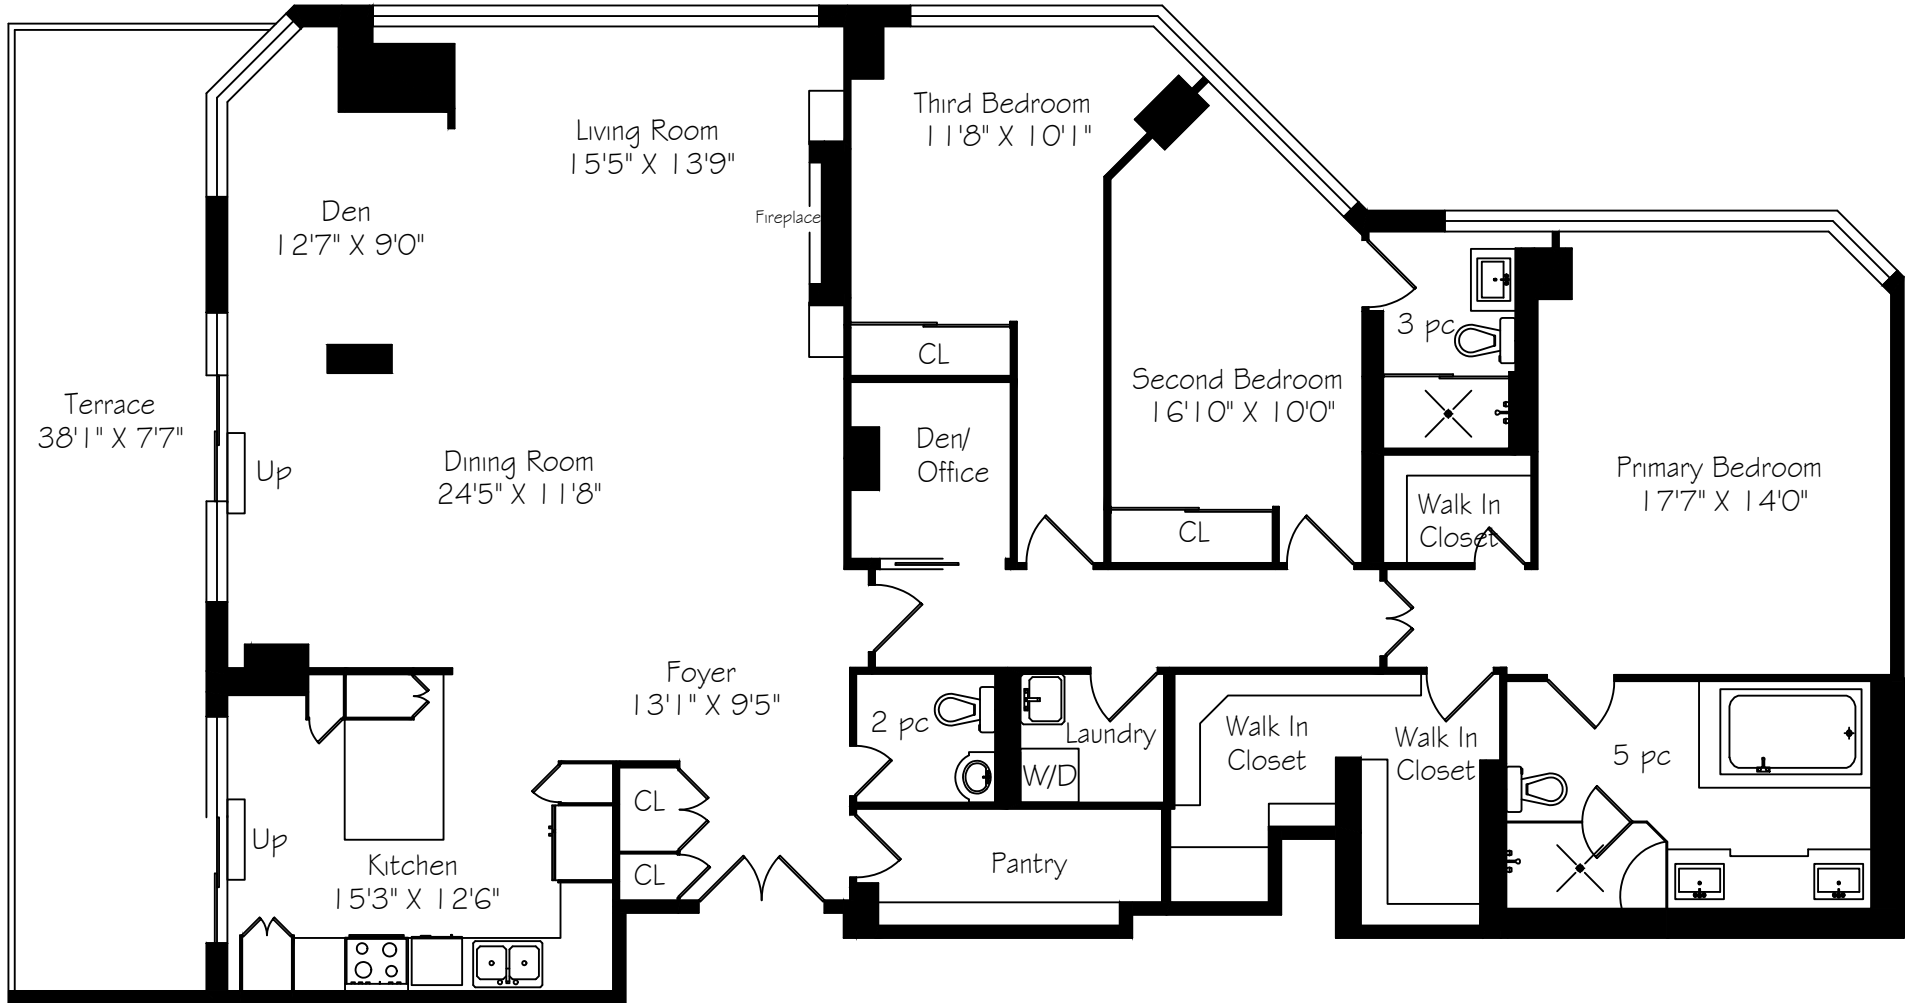 Third Bedroom
11'8" X 10'1"
Living Room
15'5" X 13'9"
Den
12'7" X 9'0"
Fireplace
3 pc
CL
Second Bedroom
16'10" X 10'0"
Terrace
38'1" X 7'7"
Den/
Office
Dining Room
24'5" X 11'8"
Up
Primary Bedroom
17'7" X 14'0"
Walk In
Closet
CL
Foyer
13'1" X 9'5"
2 pc
Laundry
W/D
Walk In
Closet
Walk In
Closet
5 pc
CL
Up
Kitchen
15'3" X 12'6"
CL
Pantry